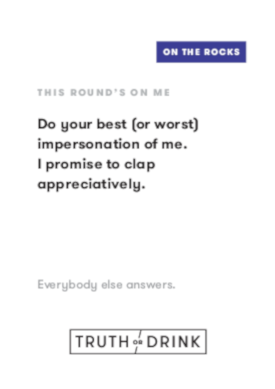 ON THE ROCKS
THIS ROUND'S ON ME
Do your best (or worst)
impersonation of me.
I promise to clap
appreciatively.
Everybody else answers.
TRUTH OR DRINK